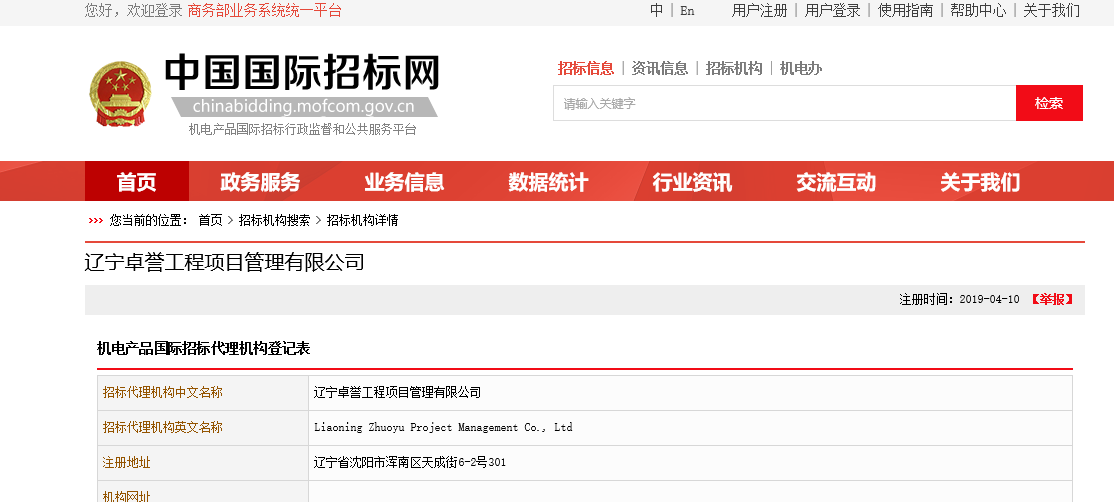 您好，欢迎登录 商务部业务系统统一平台 中 | En 用户注册 | 用户登录 | 使用指南 | 帮助中心 | 关于我们
中国国际招标网
chinabidding.mofcom.gov.cn
机电产品国际招标行政监督和公共服务平台
招标信息 | 资讯信息 | 招标机构 | 机电办
请输入关键字 检索
首页 政务服务 业务信息 数据统计 行业资讯 交流互动 关于我们
››› 您当前的位置： 首页 > 招标机构搜索 > 招标机构详情
辽宁卓誉工程项目管理有限公司
注册时间：2019-04-10 【举报】
机电产品国际招标代理机构登记表
招标代理机构中文名称 辽宁卓誉工程项目管理有限公司
招标代理机构英文名称 Liaoning Zhuoyu Project Management Co., Ltd
注册地址 辽宁省沈阳市浑南区天成街6-2号301
机构网址